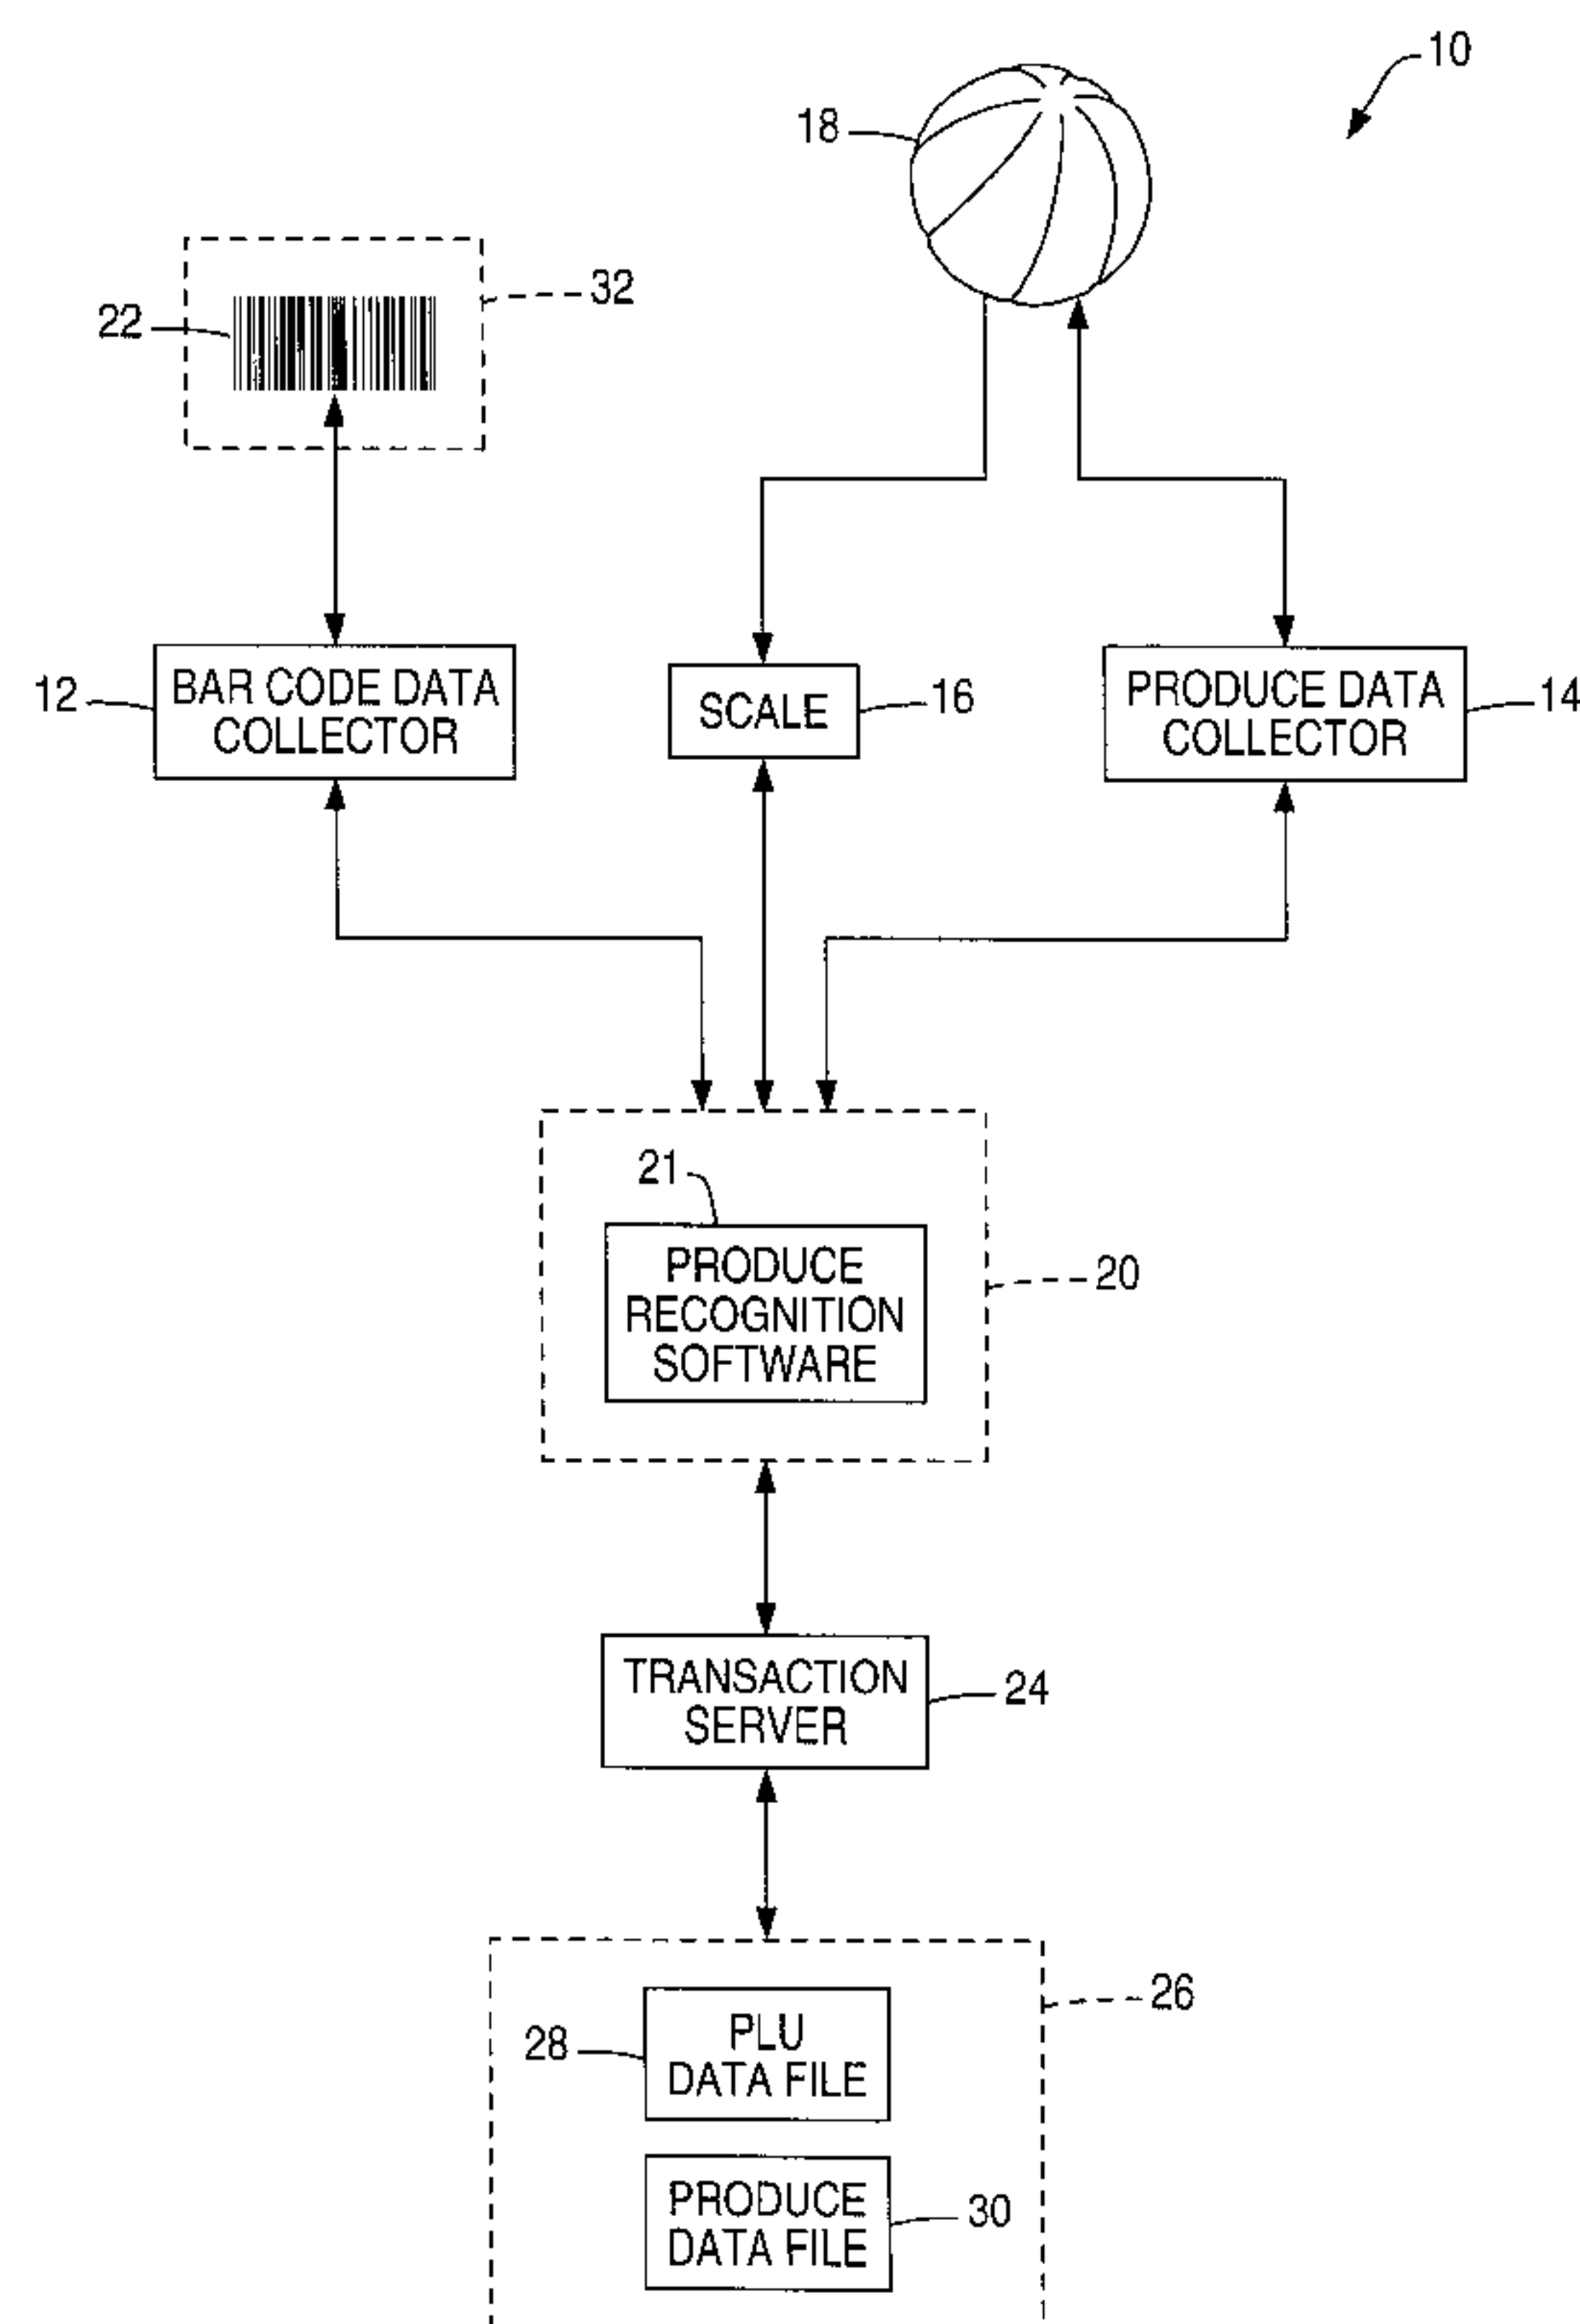 10
18
32
22
12
BAR CODE DATA
COLLECTOR
SCALE
16
PRODUCE DATA
COLLECTOR
14
21
PRODUCE
RECOGNITION
SOFTWARE
20
TRANSACTION
SERVER
24
26
28
PLU
DATA FILE
PRODUCE
DATA FILE
30